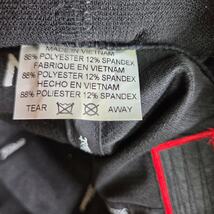 MADE IN VIETNAM
88% POLYESTER 12% SPANDEX
FABRIQUE EN VIETNAM
88% POLYESTER 12% SPANDEX
HECHO EN VIETNAM
88% POLIÉSTER 12% SPANDEX
TEAR AWAY